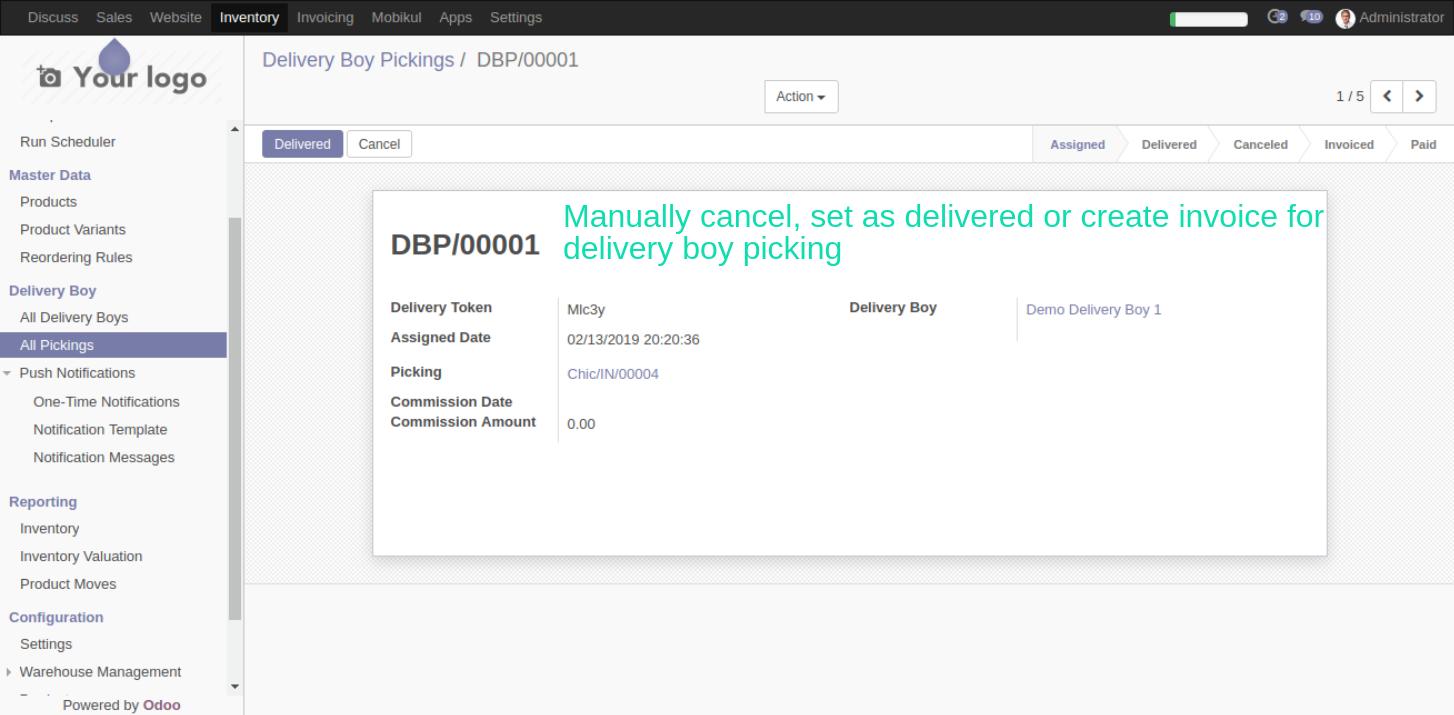 Discuss Sales Website Inventory Invoicing Mobikul Apps Settings 2 10 Administrator
Your logo
Delivery Boy Pickings / DBP/00001
Action
1 / 5
Delivered Cancel
Assigned Delivered Canceled Invoiced Paid
Run Scheduler
Master Data
Products
Product Variants
Reordering Rules
Delivery Boy
All Delivery Boys
All Pickings
Push Notifications
One-Time Notifications
Notification Template
Notification Messages
Reporting
Inventory
Inventory Valuation
Product Moves
Configuration
Settings
Warehouse Management
Powered by Odoo
Manually cancel, set as delivered or create invoice for
delivery boy picking
DBP/00001
Delivery Token Mlc3y
Delivery Boy Demo Delivery Boy 1
Assigned Date 02/13/2019 20:20:36
Picking Chic/IN/00004
Commission Date
Commission Amount 0.00